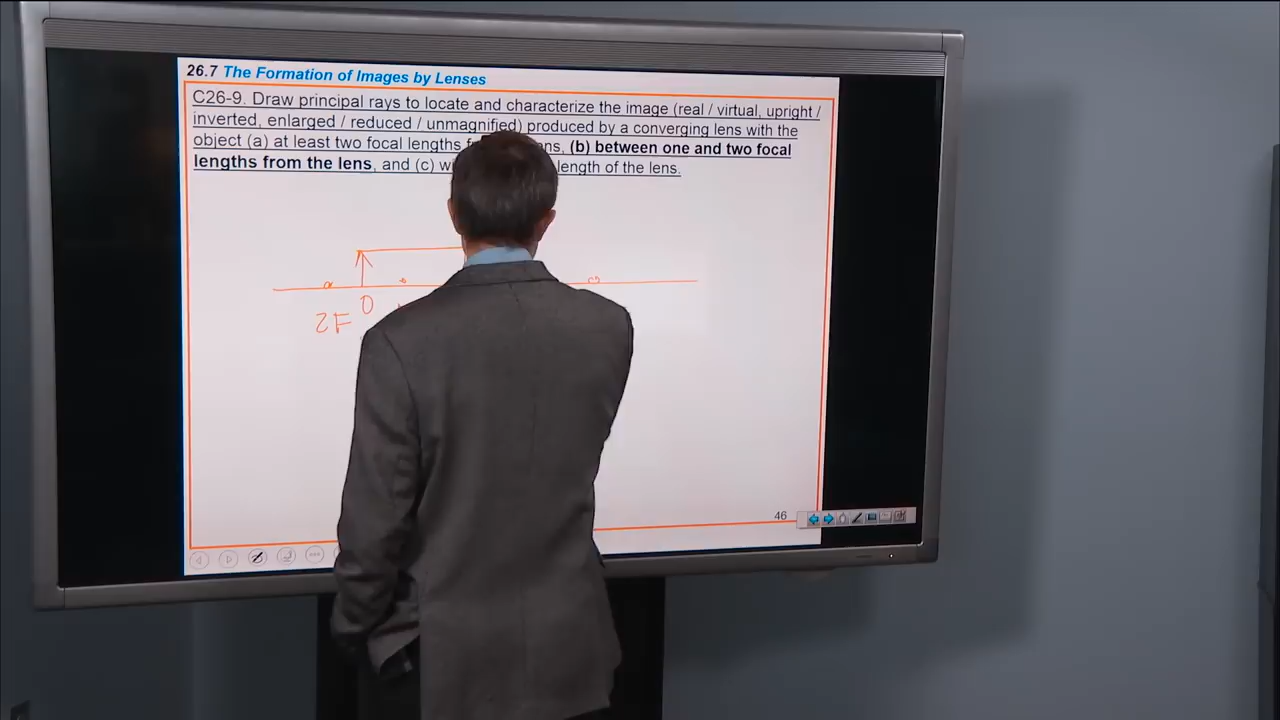 26.7 The Formation of Images by Lenses
C26-9. Draw principal rays to locate and characterize the image (real / virtual, upright /
inverted, enlarged / reduced / unmagnified) produced by a converging lens with the
object (a) at least two focal lengths ns, (b) between one and two focal
lengths from the lens, and (c) wi length of the lens.
O
2F
46